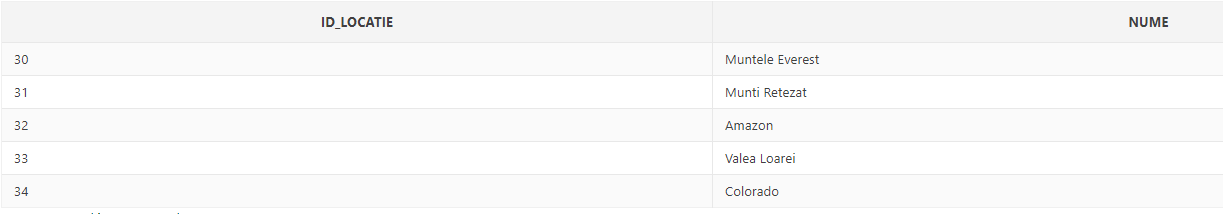 ID_LOCATIE NUME
30 Muntele Everest
31 Munti Retezat
32 Amazon
33 Valea Loarei
34 Colorado